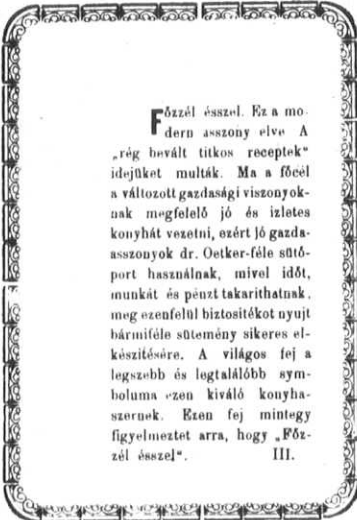 Főzzél ésszel. Ez a mo-
dern asszony elve A
„rég bevált titkos receptek"
idejüket multák. Ma a főcél
a változott gazdasági viszonyok-
nak megfelelő jó és izletes
konyhát vezetni, ezért jó gazda-
asszonyok dr. Oetker-féle sütő-
port használnak, mivel időt,
munkát és pénzt takarithatnak.
meg ezenfelül biztositékot nyujt
bármiféle sütemény sikeres el-
készitésére. A világos fej a
legszebb és legtalálóbb sym-
boluma ezen kiváló konyha-
szernek. Ezen fej mintegy
figyelmeztet arra, hogy „Főz-
zél ésszel". III.